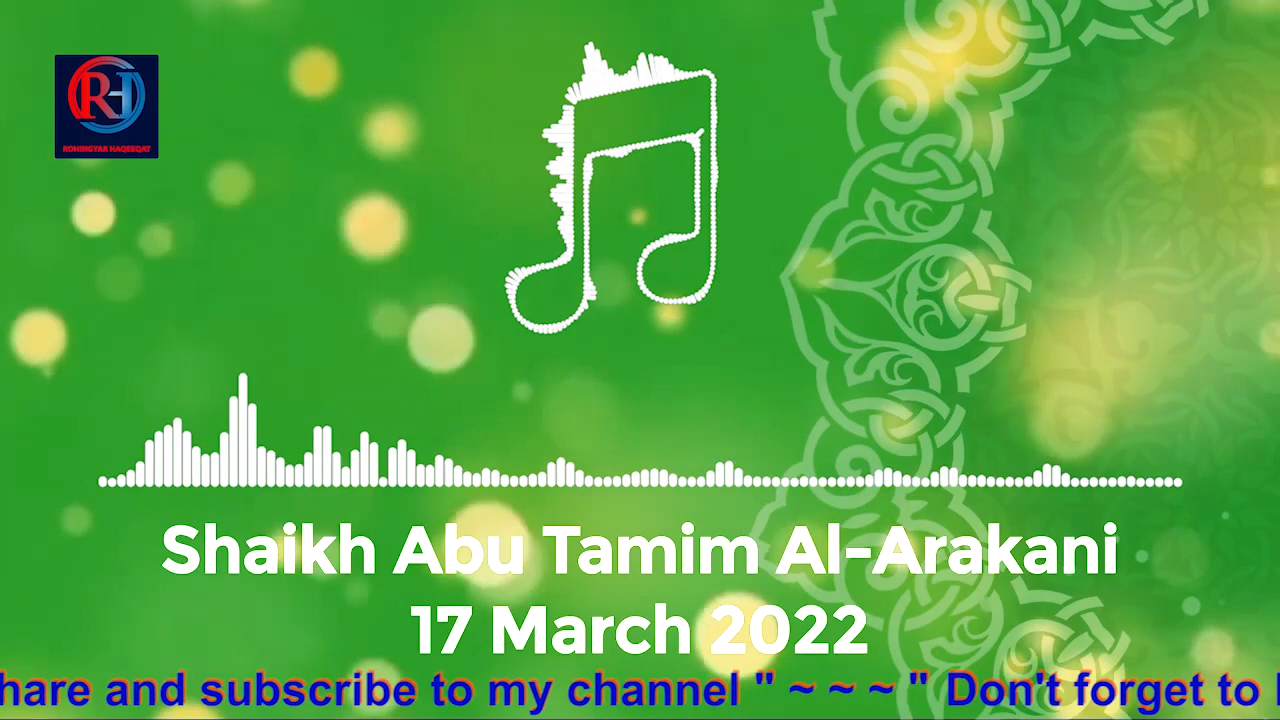 RH
ROHINGYAR HAQEEQAT
Shaikh Abu Tamim Al-Arakani
17 March 2022
hare and subscribe to my channel " ~ ~ ~ " Don't forget to